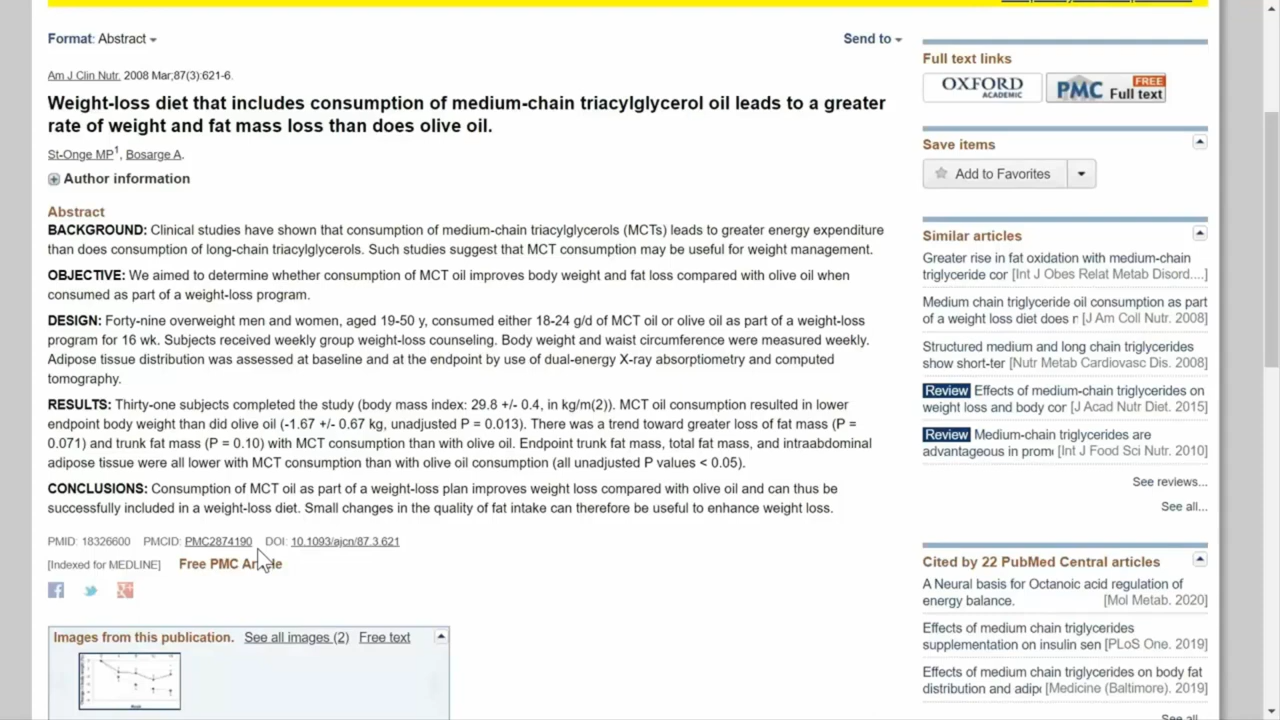 Format: Abstract
Send to
Am J Clin Nutr. 2008 Mar;87(3):621-6.
Weight-loss diet that includes consumption of medium-chain triacylglycerol oil leads to a greater
rate of weight and fat mass loss than does olive oil.
St-Onge MP1, Bosarge A.
Author information
Abstract
BACKGROUND: Clinical studies have shown that consumption of medium-chain triacylglycerols (MCTs) leads to greater energy expenditure
than does consumption of long-chain triacylglycerols. Such studies suggest that MCT consumption may be useful for weight management.
OBJECTIVE: We aimed to determine whether consumption of MCT oil improves body weight and fat loss compared with olive oil when
consumed as part of a weight-loss program.
DESIGN: Forty-nine overweight men and women, aged 19-50 y, consumed either 18-24 g/d of MCT oil or olive oil as part of a weight-loss
program for 16 wk. Subjects received weekly group weight-loss counseling. Body weight and waist circumference were measured weekly.
Adipose tissue distribution was assessed at baseline and at the endpoint by use of dual-energy X-ray absorptiometry and computed
tomography.
RESULTS: Thirty-one subjects completed the study (body mass index: 29.8 +/- 0.4, in kg/m(2)). MCT oil consumption resulted in lower
endpoint body weight than did olive oil (-1.67 +/- 0.67 kg, unadjusted P = 0.013). There was a trend toward greater loss of fat mass (P =
0.071) and trunk fat mass (P = 0.10) with MCT consumption than with olive oil. Endpoint trunk fat mass, total fat mass, and intraabdominal
adipose tissue were all lower with MCT consumption than with olive oil consumption (all unadjusted P values < 0.05).
CONCLUSIONS: Consumption of MCT oil as part of a weight-loss plan improves weight loss compared with olive oil and can thus be
successfully included in a weight-loss diet. Small changes in the quality of fat intake can therefore be useful to enhance weight loss.
PMID: 18326600 PMCID: PMC2874190 DOI: 10.1093/ajcn/87.3.621
[Indexed for MEDLINE] Free PMC Article
Images from this publication. See all images (2) Free text
Full text links
OXFORD
ACADEMIC
PMC FREE
Full text
Save items
Add to Favorites
Similar articles
Greater rise in fat oxidation with medium-chain
triglyceride cor [Int J Obes Relat Metab Disord....]
Medium chain triglyceride oil consumption as part
of a weight loss diet does r [J Am Coll Nutr. 2008]
Structured medium and long chain triglycerides
show short-ter [Nutr Metab Cardiovasc Dis. 2008]
Review Effects of medium-chain triglycerides on
weight loss and body cor [J Acad Nutr Diet. 2015]
Review Medium-chain triglycerides are
advantageous in prom [Int J Food Sci Nutr. 2010]
See reviews...
See all...
Cited by 22 PubMed Central articles
A Neural basis for Octanoic acid regulation of
energy balance. [Mol Metab. 2020]
Effects of medium chain triglycerides
supplementation on insulin sen [PLoS One. 2019]
Effects of medium chain triglycerides on body fat
distribution and adip [Medicine (Baltimore). 2019]
See all